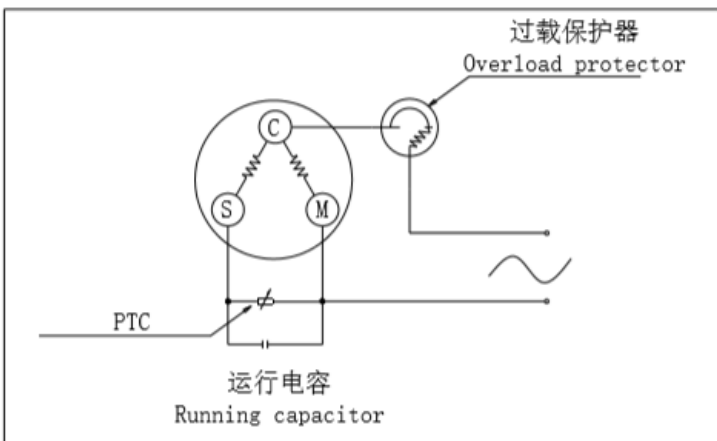 过载保护器
Overload protector
C
S
M
PTC
运行电容
Running capacitor